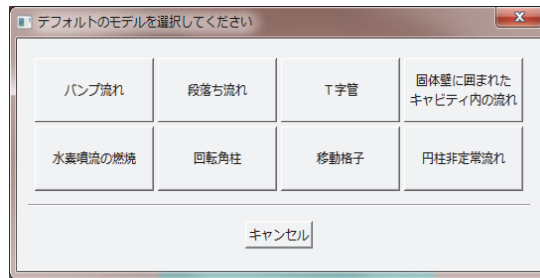 デフォルトのモデルを選択してください
バンプ流れ
段落ち流れ
T字管
固体壁に囲まれた
キャビティ内の流れ
水素噴流の燃焼
回転角柱
移動格子
円柱非定常流れ
キャンセル